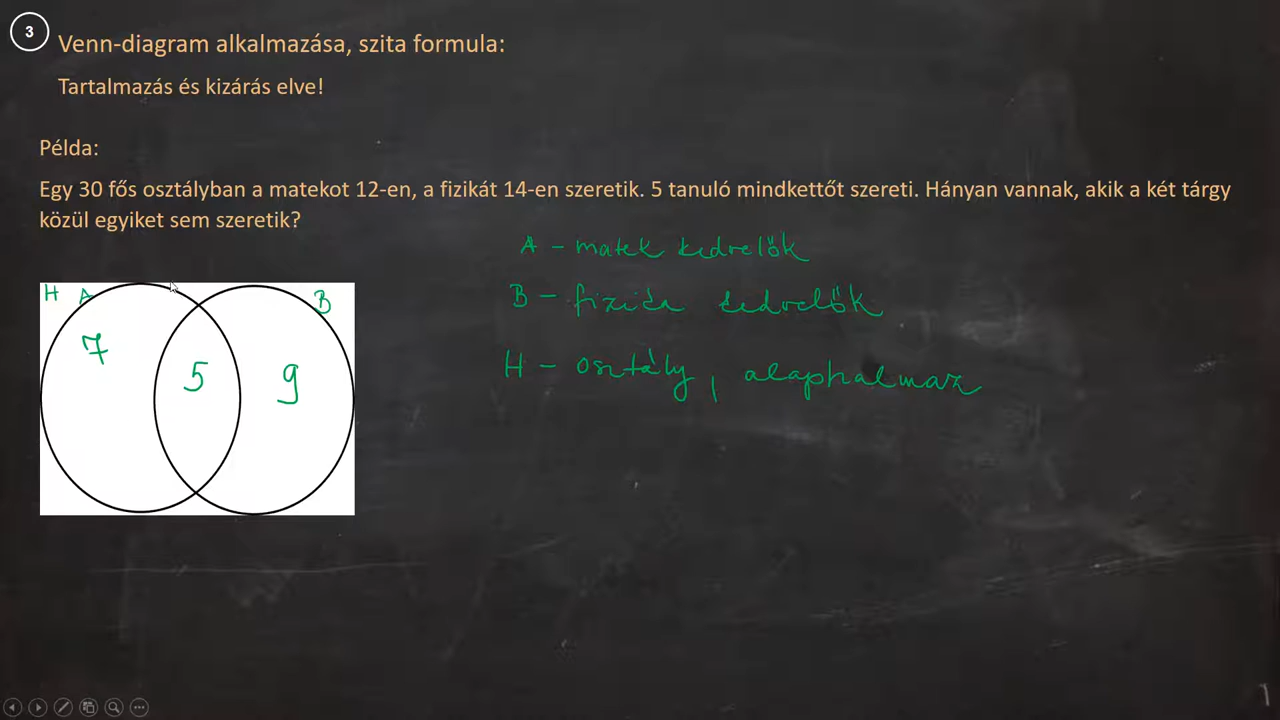 3
Venn-diagram alkalmazása, szita formula:
Tartalmazás és kizárás elve!
Példa:
Egy 30 fős osztályban a matekot 12-en, a fizikát 14-en szeretik. 5 tanuló mindkettőt szereti. Hányan vannak, akik a két tárgy
közül egyiket sem szeretik?
A - matek kedvelők
B - fizika kedvelők
H - osztály, alaphalmaz
H A B
7 5 9